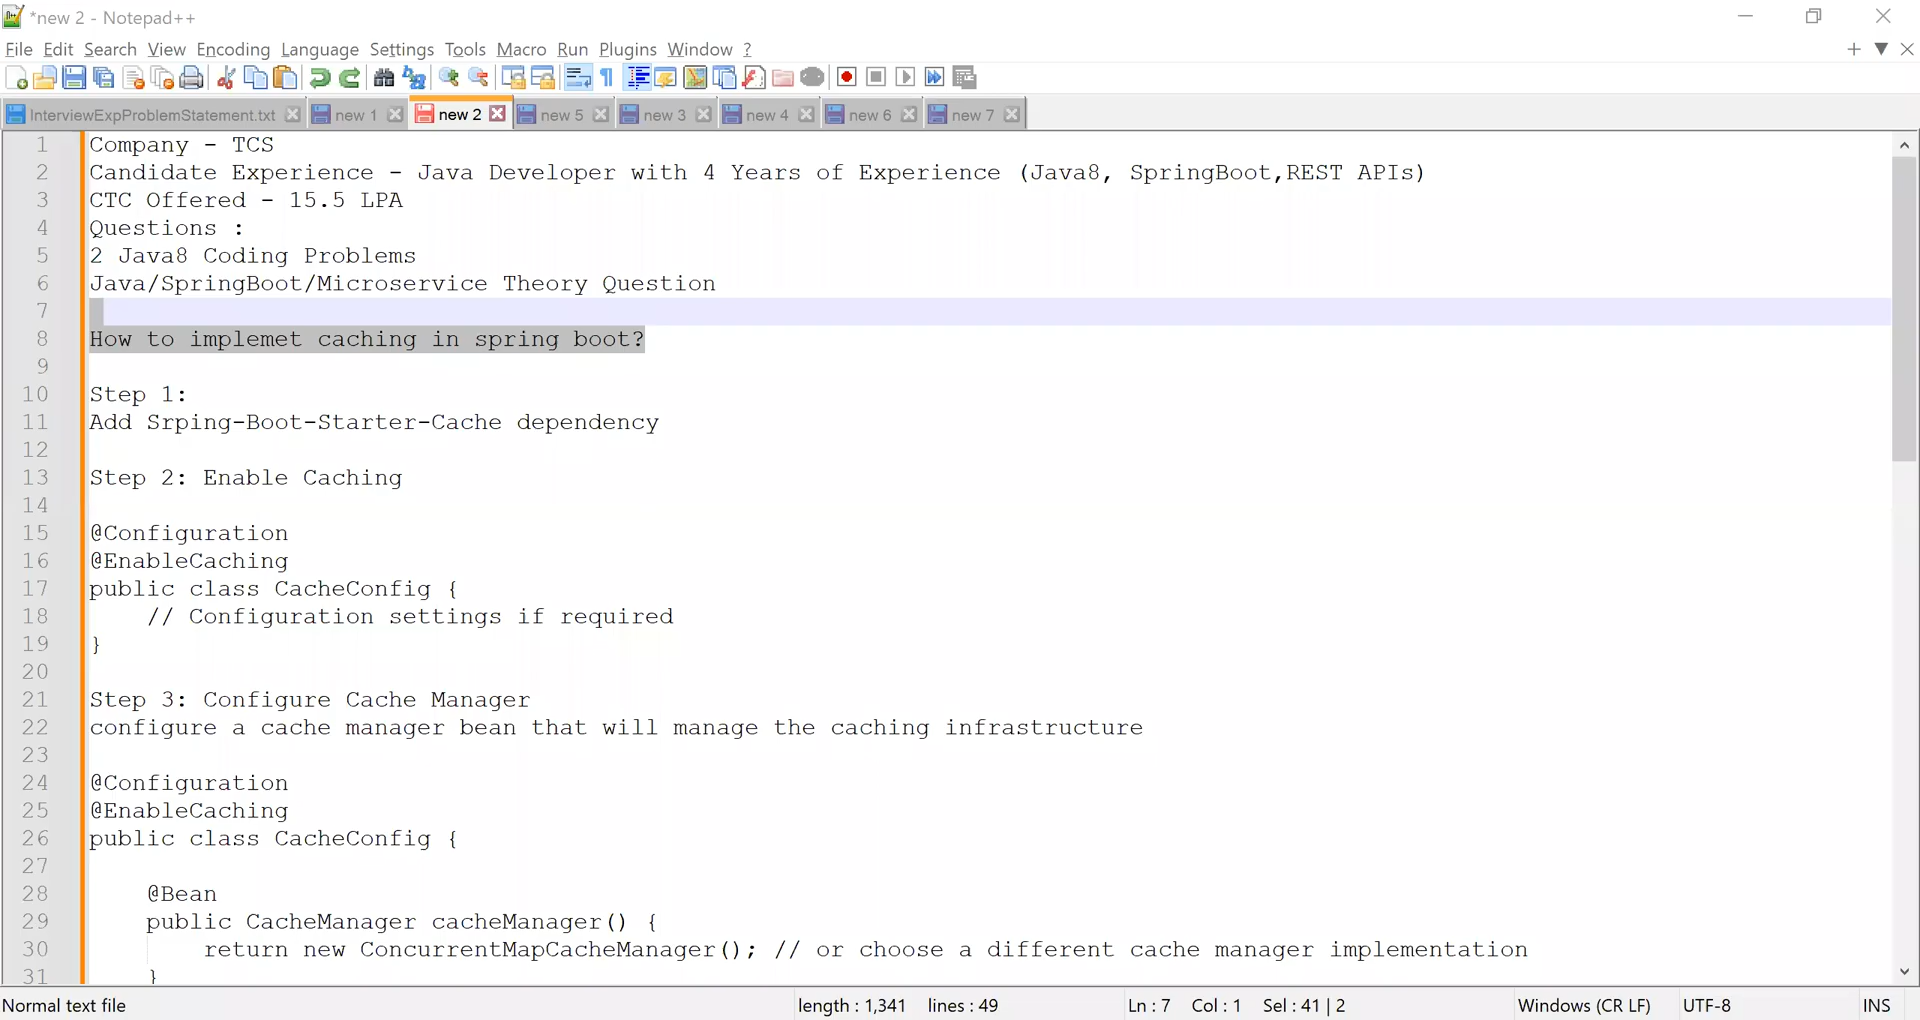 *new 2 - Notepad++
File Edit Search View Encoding Language Settings Tools Macro Run Plugins Window ?
InterviewExpProblemStatement.txt new 1 new 2 new 5 new 3 new 4 new 6 new 7
1 Company - TCS
2 Candidate Experience - Java Developer with 4 Years of Experience (Java8, SpringBoot,REST APIs)
3 CTC Offered - 15.5 LPA
4 Questions :
5 2 Java8 Coding Problems
6 Java/SpringBoot/Microservice Theory Question
7
8 How to implemet caching in spring boot?
9
10 Step 1:
11 Add Srping-Boot-Starter-Cache dependency
12
13 Step 2: Enable Caching
14
15 @Configuration
16 @EnableCaching
17 public class CacheConfig {
18 // Configuration settings if required
19 }
20
21 Step 3: Configure Cache Manager
22 configure a cache manager bean that will manage the caching infrastructure
23
24 @Configuration
25 @EnableCaching
26 public class CacheConfig {
27
28 @Bean
29 public CacheManager cacheManager() {
30 return new ConcurrentMapCacheManager(); // or choose a different cache manager implementation
31 }
Normal text file length : 1,341 lines : 49 Ln : 7 Col : 1 Sel : 41 | 2 Windows (CR LF) UTF-8 INS